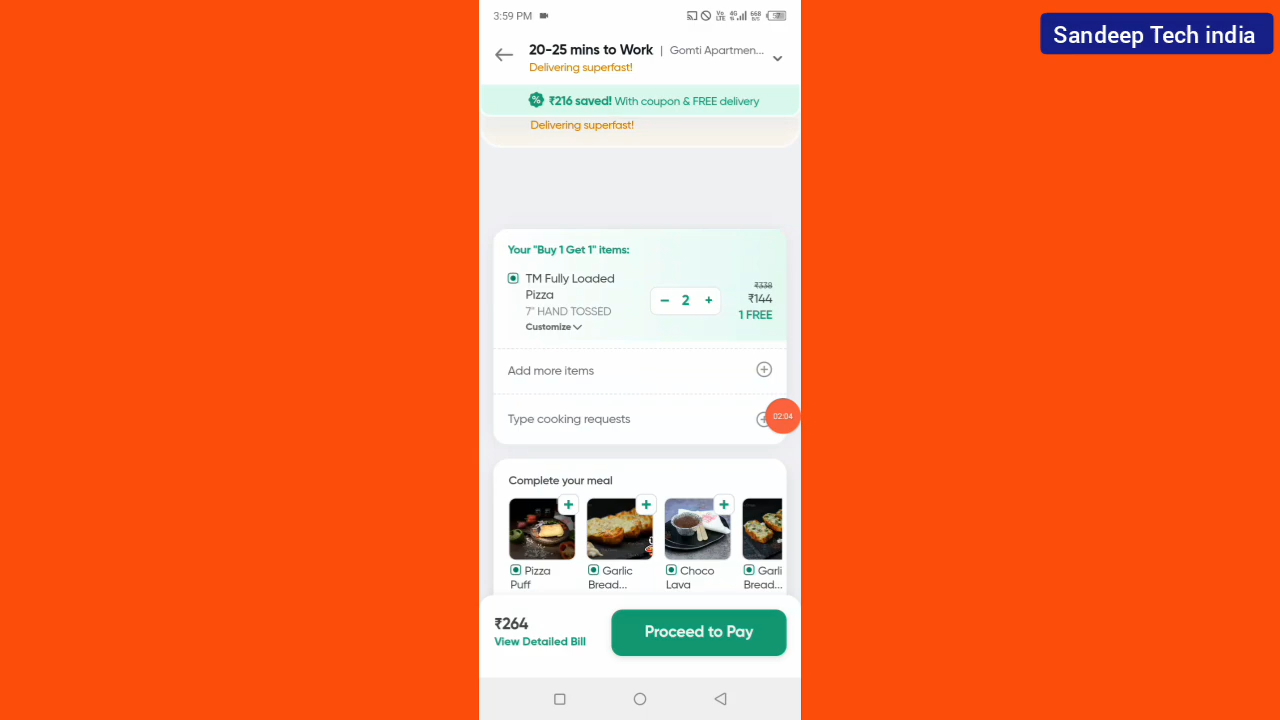 Sandeep Tech india
3:59 PM
20-25 mins to Work | Gomti Apartmen...
Delivering superfast!
₹216 saved! With coupon & FREE delivery
Delivering superfast!
Your "Buy 1 Get 1" items:
TM Fully Loaded
Pizza
7" HAND TOSSED
Customize
− 2 +
₹338
₹144
1 FREE
Add more items
Type cooking requests
02:04
Complete your meal
Pizza
Puff
Garlic
Bread...
Choco
Lava
Garli
Bread...
₹264
View Detailed Bill
Proceed to Pay